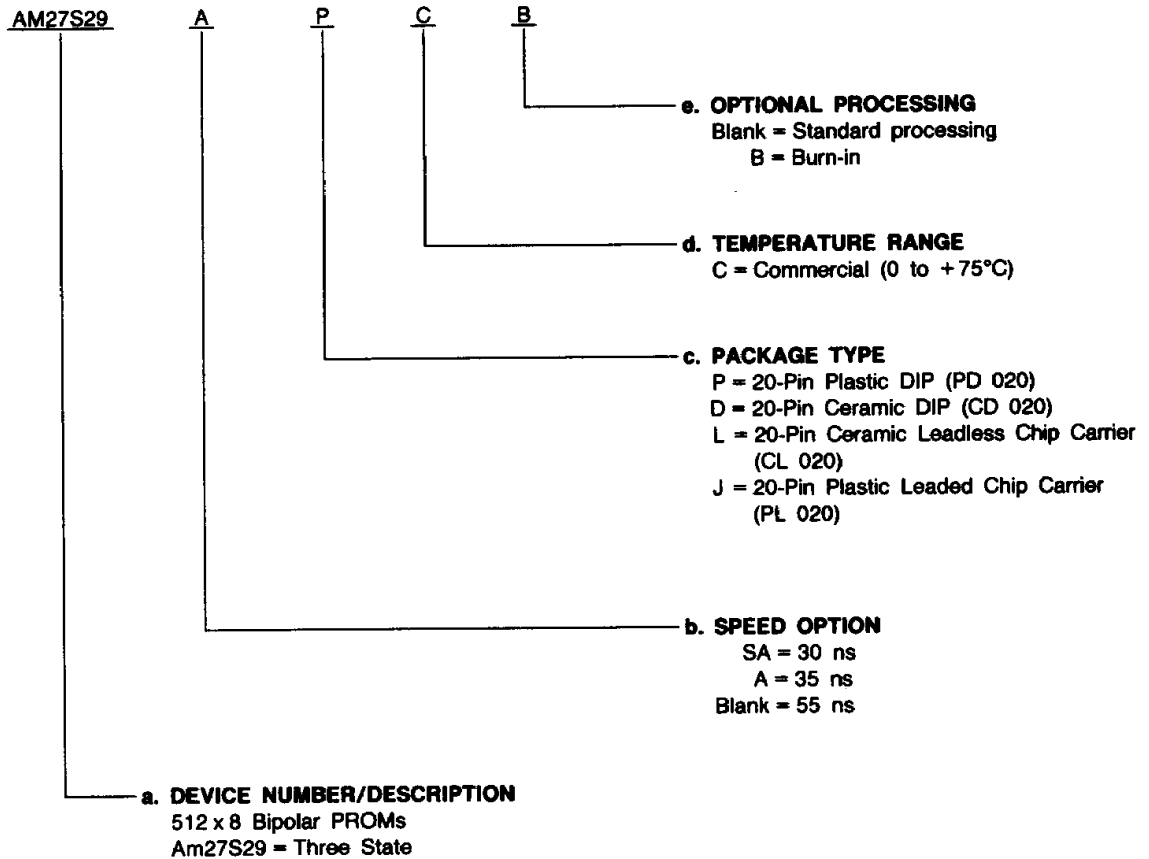 AM27S29 A P C B
e. OPTIONAL PROCESSING
Blank = Standard processing
B = Burn-in
d. TEMPERATURE RANGE
C = Commercial (0 to +75°C)
c. PACKAGE TYPE
P = 20-Pin Plastic DIP (PD 020)
D = 20-Pin Ceramic DIP (CD 020)
L = 20-Pin Ceramic Leadless Chip Carrier
(CL 020)
J = 20-Pin Plastic Leaded Chip Carrier
(PL 020)
b. SPEED OPTION
SA = 30 ns
A = 35 ns
Blank = 55 ns
a. DEVICE NUMBER/DESCRIPTION
512 x 8 Bipolar PROMs
Am27S29 = Three State